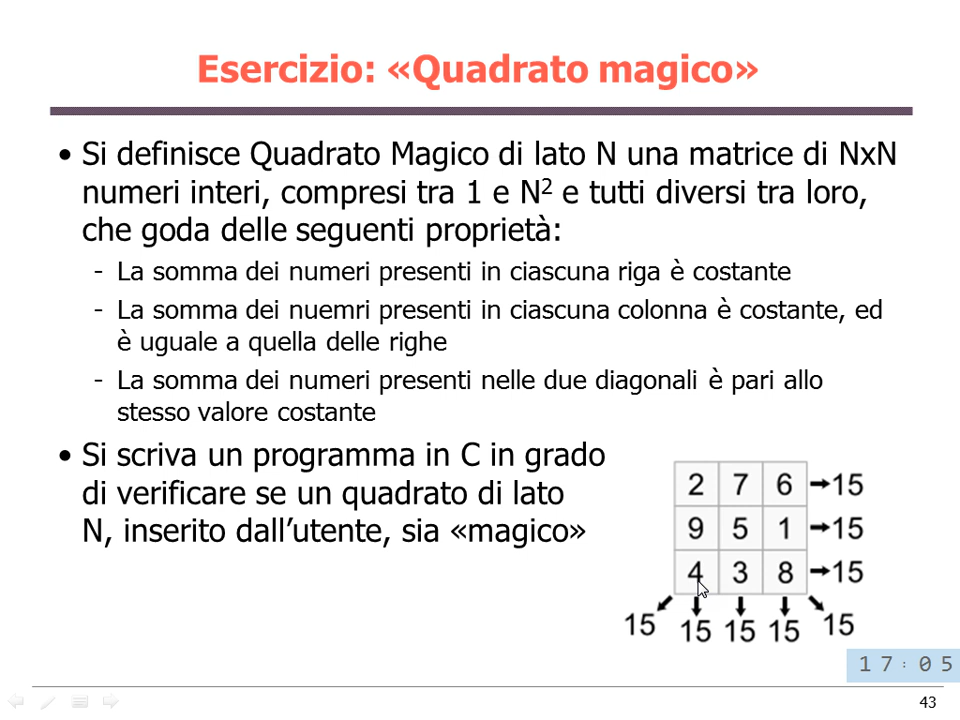 Esercizio: «Quadrato magico»
• Si definisce Quadrato Magico di lato N una matrice di NxN
numeri interi, compresi tra 1 e N² e tutti diversi tra loro,
che goda delle seguenti proprietà:
- La somma dei numeri presenti in ciascuna riga è costante
- La somma dei nuemri presenti in ciascuna colonna è costante, ed
è uguale a quella delle righe
- La somma dei numeri presenti nelle due diagonali è pari allo
stesso valore costante
• Si scriva un programma in C in grado
di verificare se un quadrato di lato
N, inserito dall’utente, sia «magico»
2 7 6 →15
9 5 1 →15
4 3 8 →15
15 15 15 15 15
17:05
43